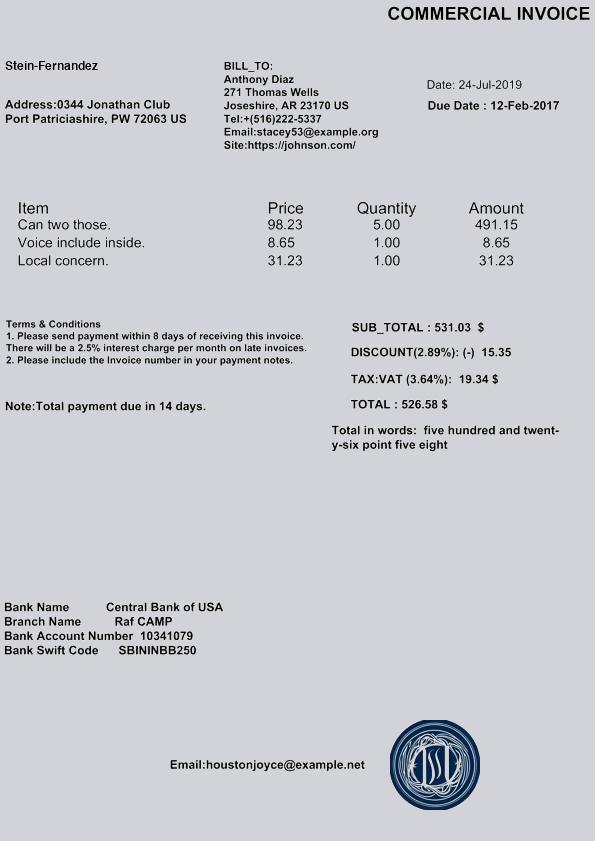 COMMERCIAL INVOICE
Stein-Fernandez
Address:0344 Jonathan Club
Port Patriciashire, PW 72063 US
BILL_TO:
Anthony Diaz
271 Thomas Wells
Joseshire, AR 23170 US
Tel:+(516)222-5337
Email:stacey53@example.org
Site:https://johnson.com/
Date: 24-Jul-2019
Due Date : 12-Feb-2017
Item Price Quantity Amount
Can two those. 98.23 5.00 491.15
Voice include inside. 8.65 1.00 8.65
Local concern. 31.23 1.00 31.23
Terms & Conditions
1. Please send payment within 8 days of receiving this invoice.
There will be a 2.5% interest charge per month on late invoices.
2. Please include the Invoice number in your payment notes.
Note:Total payment due in 14 days.
SUB_TOTAL : 531.03 $
DISCOUNT(2.89%): (-) 15.35
TAX:VAT (3.64%): 19.34 $
TOTAL : 526.58 $
Total in words: five hundred and twent-
y-six point five eight
Bank Name Central Bank of USA
Branch Name Raf CAMP
Bank Account Number 10341079
Bank Swift Code SBININBB250
Email:houstonjoyce@example.net